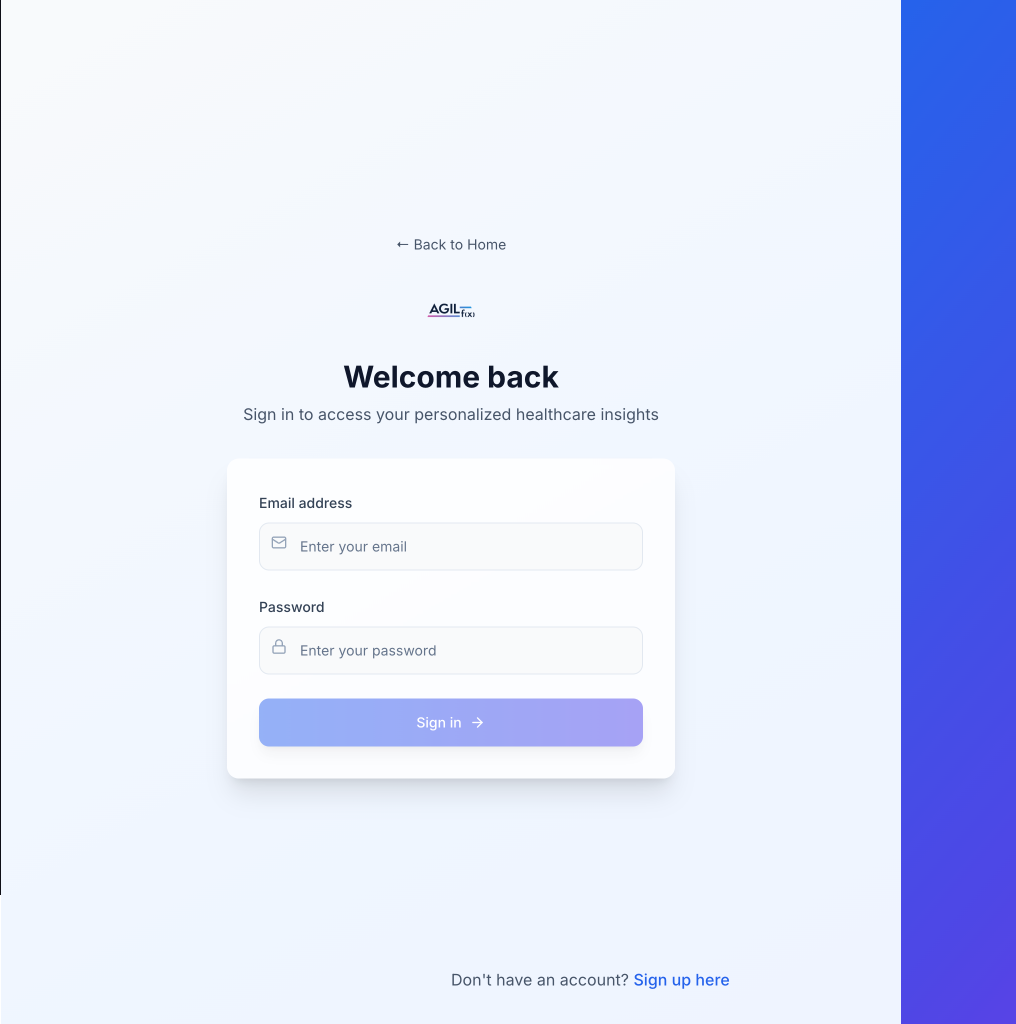 ← Back to Home
AGIL f(x)
Welcome back
Sign in to access your personalized healthcare insights
Email address
Enter your email
Password
Enter your password
Sign in →
Don't have an account? Sign up here